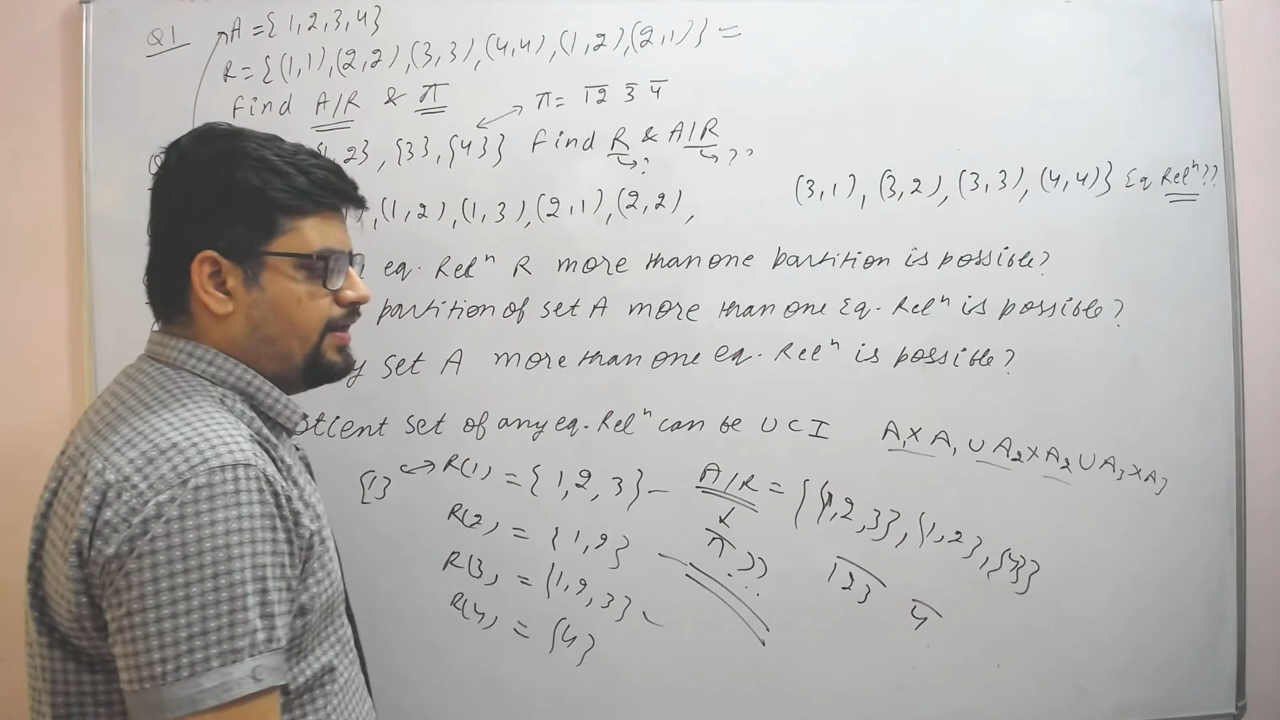 Q1 A = {1,2,3,4}
R = {(1,1),(2,2),(3,3),(4,4),(1,2),(2,1)} =
Find A/R & π
π = 12 3 4
,2},{3},{4}} Find R & A/R
? ??
,(1,2),(1,3),(2,1),(2,2), (3,1),(3,2),(3,3),(4,4)} Eq Relⁿ??
eq. Relⁿ R more than one partition is possible?
partition of set A more than one Eq. Relⁿ is possible?
y set A more than one eq. Relⁿ is possible?
otient set of any eq. Relⁿ can be U C I A₁×A₁ ∪ A₂×A₂ ∪ A₃×A₃
{1} ↔ R(1) = {1,2,3} – A/R = {{1,2,3},{1,2},{4}}
R(2) = {1,2} π ?? 123 4
R(3) = {1,2,3}
R(4) = {4}